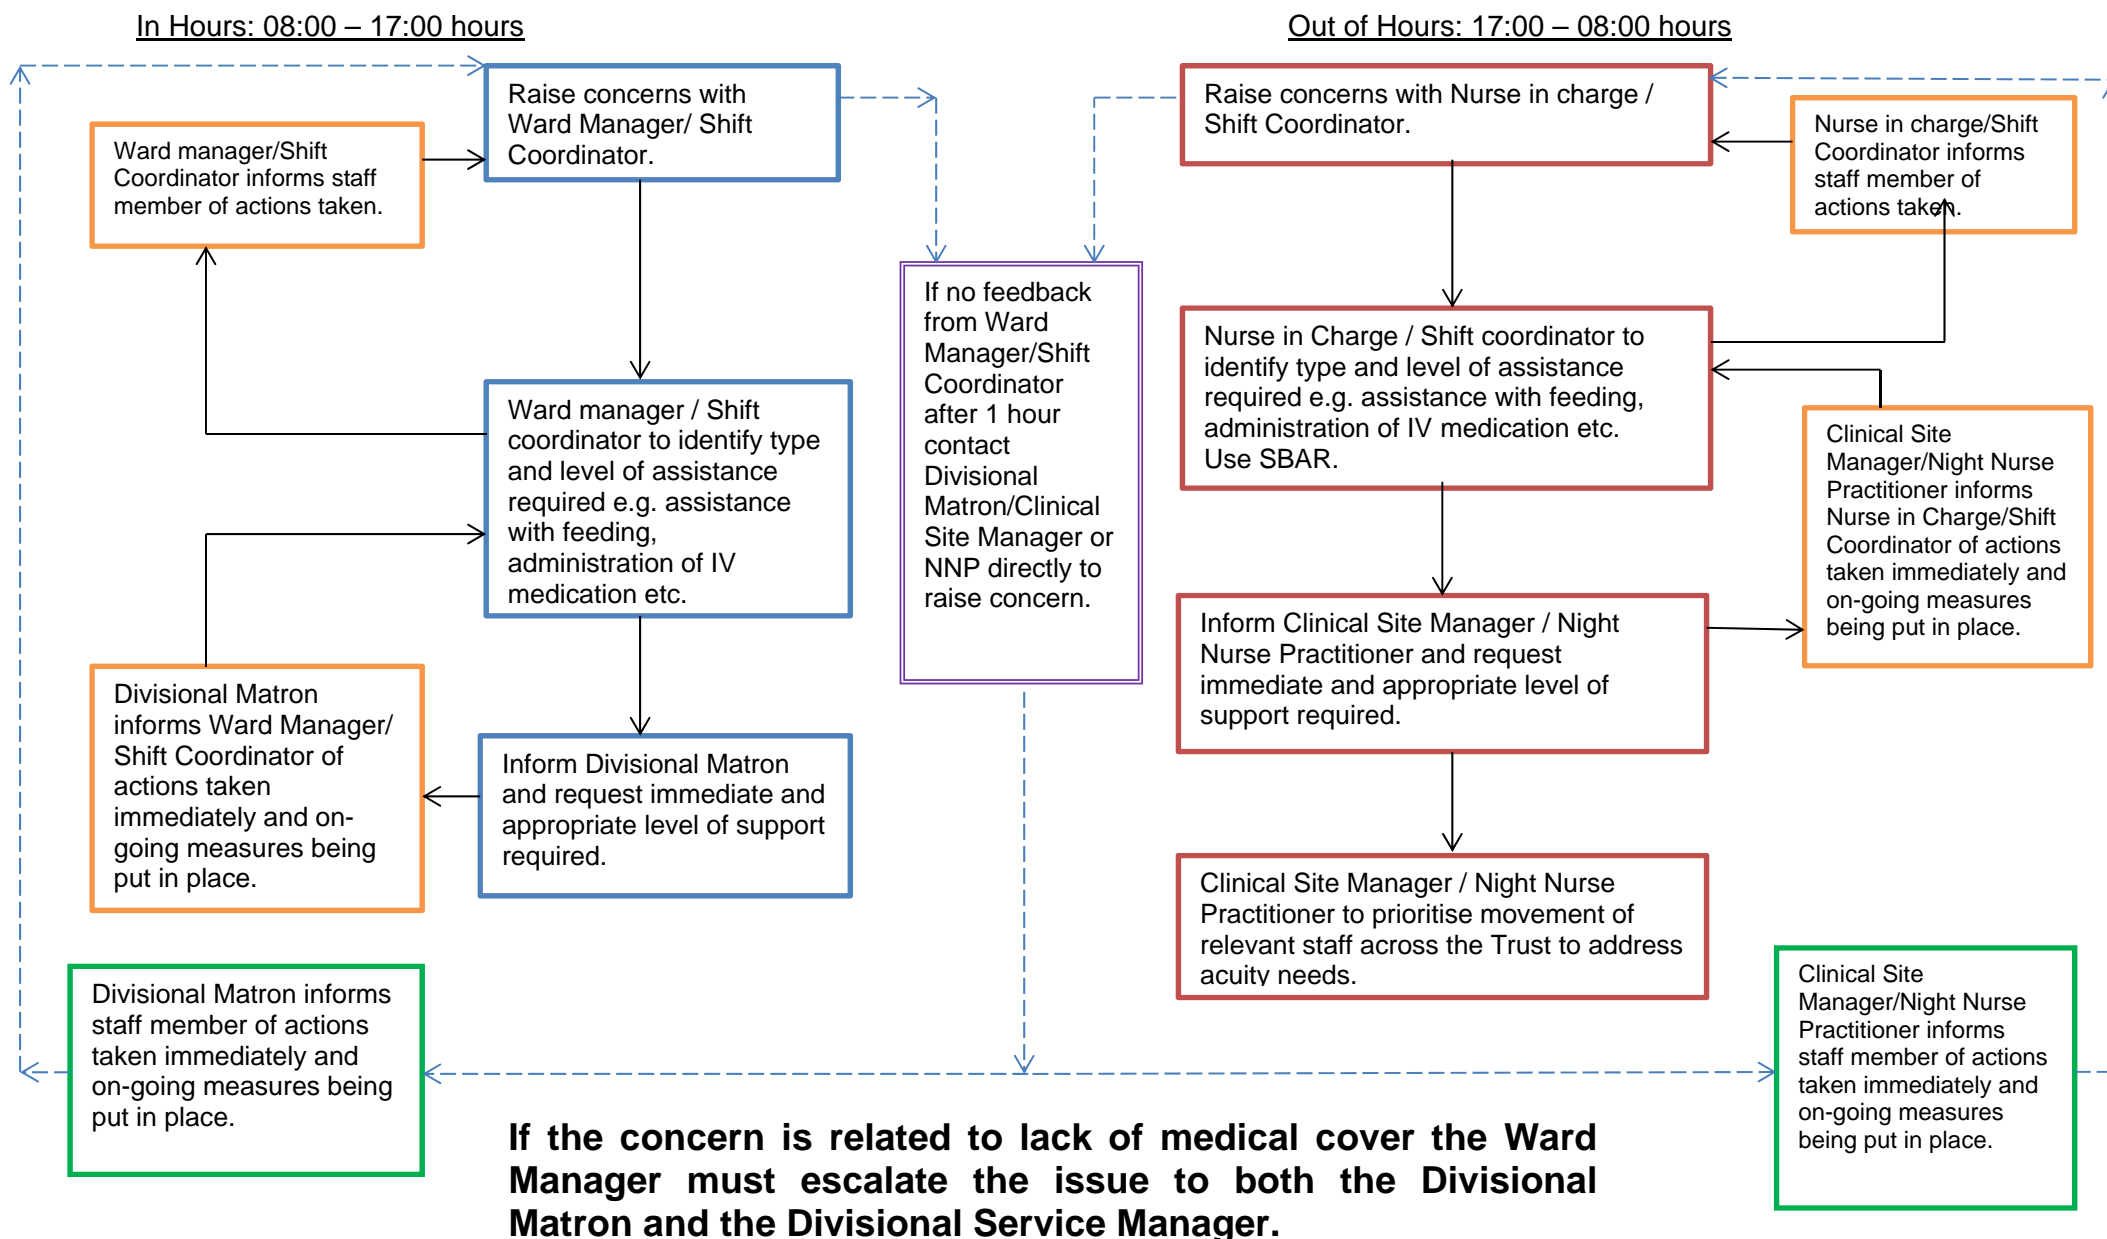 In Hours: 08:00 – 17:00 hours
Out of Hours: 17:00 – 08:00 hours
Raise concerns with
Ward Manager/ Shift
Coordinator.
Ward manager/Shift
Coordinator informs staff
member of actions taken.
Ward manager / Shift
coordinator to identify type
and level of assistance
required e.g. assistance
with feeding,
administration of IV
medication etc.
Divisional Matron
informs Ward Manager/
Shift Coordinator of
actions taken
immediately and on-
going measures being
put in place.
Inform Divisional Matron
and request immediate and
appropriate level of support
required.
Divisional Matron informs
staff member of actions
taken immediately and
on-going measures being
put in place.
If no feedback
from Ward
Manager/Shift
Coordinator
after 1 hour
contact
Divisional
Matron/Clinical
Site Manager or
NNP directly to
raise concern.
Raise concerns with Nurse in charge /
Shift Coordinator.
Nurse in charge/Shift
Coordinator informs
staff member of
actions taken.
Nurse in Charge / Shift coordinator to
identify type and level of assistance
required e.g. assistance with feeding,
administration of IV medication etc.
Use SBAR.
Clinical Site
Manager/Night Nurse
Practitioner informs
Nurse in Charge/Shift
Coordinator of actions
taken immediately and
on-going measures
being put in place.
Inform Clinical Site Manager / Night
Nurse Practitioner and request
immediate and appropriate level of
support required.
Clinical Site Manager / Night Nurse
Practitioner to prioritise movement of
relevant staff across the Trust to address
acuity needs.
Clinical Site
Manager/Night Nurse
Practitioner informs
staff member of actions
taken immediately and
on-going measures
being put in place.
If the concern is related to lack of medical cover the Ward
Manager must escalate the issue to both the Divisional
Matron and the Divisional Service Manager.